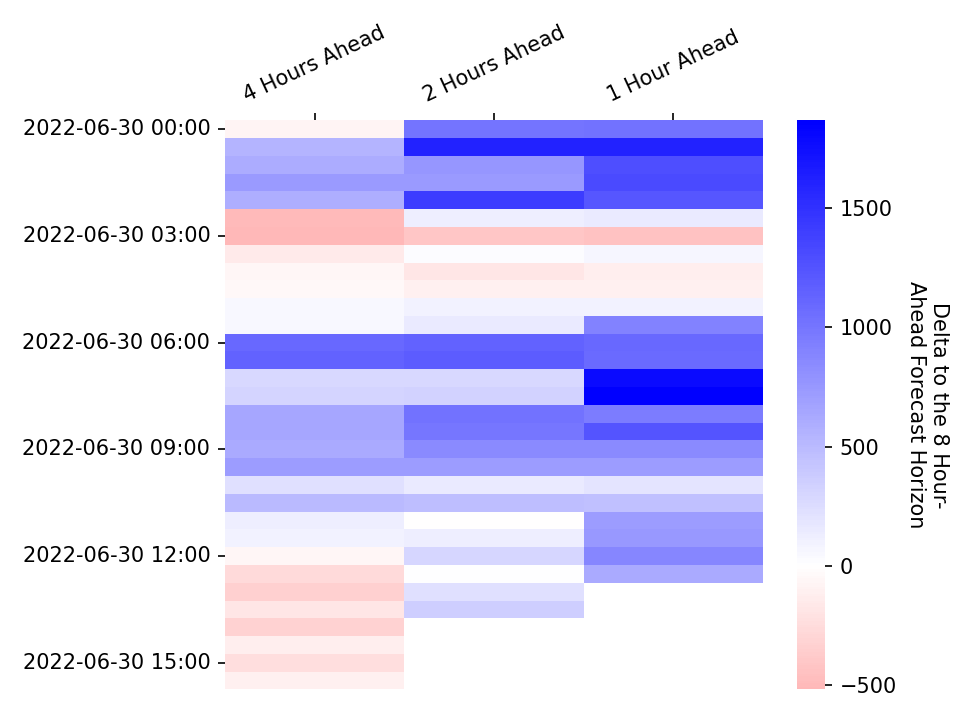 4 Hours Ahead
2 Hours Ahead
1 Hour Ahead
2022-06-30 00:00
2022-06-30 03:00
2022-06-30 06:00
2022-06-30 09:00
2022-06-30 12:00
2022-06-30 15:00
1500
1000
500
0
−500
Delta to the 8 Hour-
Ahead Forecast Horizon